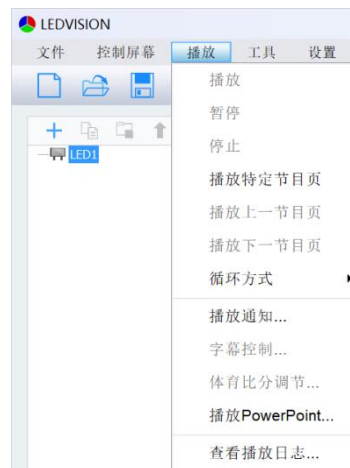 LEDVISION
文件 控制屏幕 播放 工具 设置
LED1
播放
暂停
停止
播放特定节目页
播放上一节目页
播放下一节目页
循环方式
播放通知...
字幕控制...
体育比分调节...
播放PowerPoint...
查看播放日志...